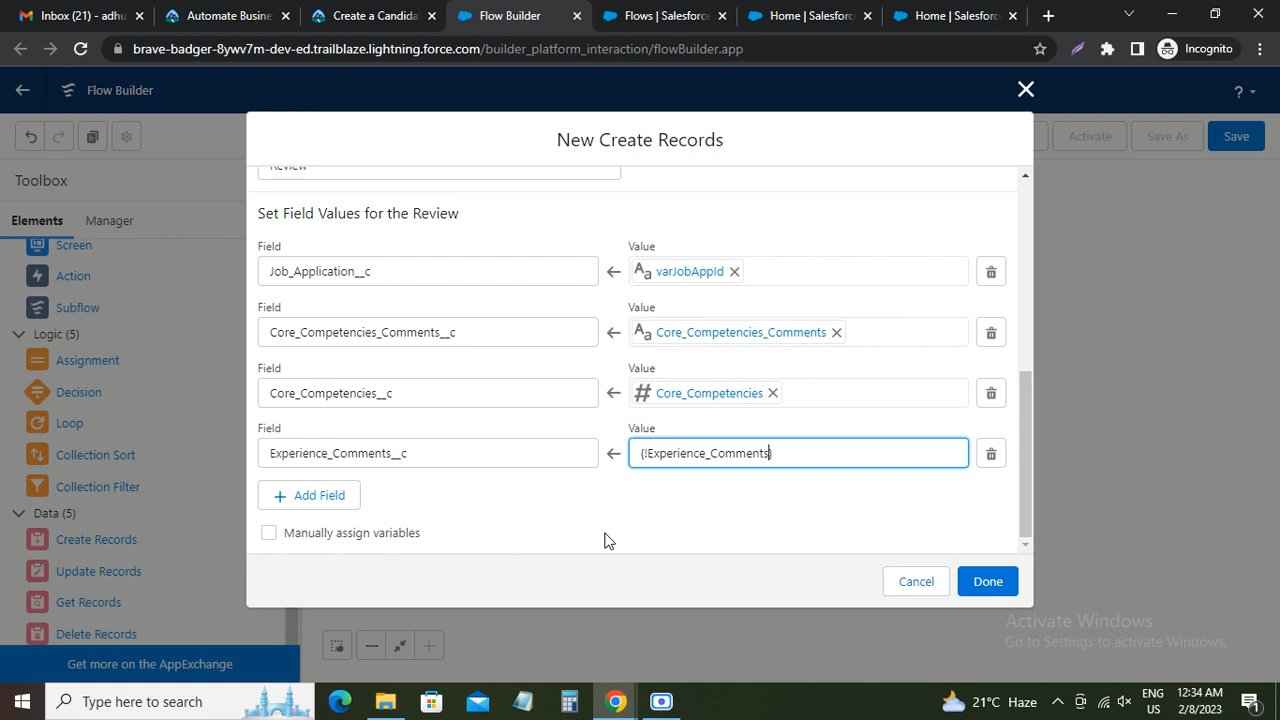 Inbox (21) - adhu
Automate Busine
Create a Candida
Flow Builder
Flows | Salesforce
Home | Salesforc
Home | Salesforc
brave-badger-8ywv7m-dev-ed.trailblaze.lightning.force.com/builder_platform_interaction/flowBuilder.app
Incognito
Flow Builder
?
New Create Records
Activate
Save As
Save
Toolbox
Elements
Manager
Screen
Action
Subflow
Logic (5)
Assignment
Decision
Loop
Collection Sort
Collection Filter
Data (5)
Create Records
Update Records
Get Records
Delete Records
Get more on the AppExchange
Review
Set Field Values for the Review
Field
Value
Job_Application__c
Aa varJobAppId
Field
Value
Core_Competencies_Comments__c
Aa Core_Competencies_Comments
Field
Value
Core_Competencies__c
# Core_Competencies
Field
Value
Experience_Comments__c
{!Experience_Comments}
+ Add Field
Manually assign variables
Cancel
Done
Activate Windows
Go to Settings to activate Windows.
Type here to search
21°C Haze
ENG
US
12:34 AM
2/8/2023
1